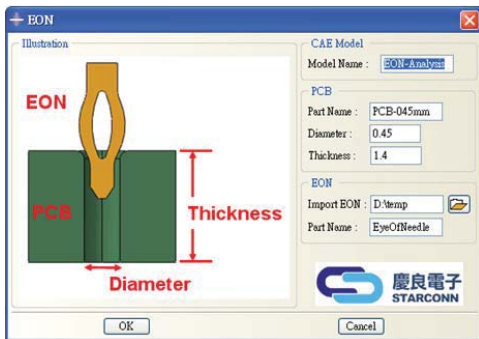 EON
Illustration
EON
PCB
Thickness
Diameter
CAE Model
Model Name : EON-Analysis
PCB
Part Name : PCB-045mm
Diameter : 0.45
Thickness : 1.4
EON
Import EON : D:\temp
Part Name : EyeOfNeedle
慶良電子
STARCONN
OK
Cancel